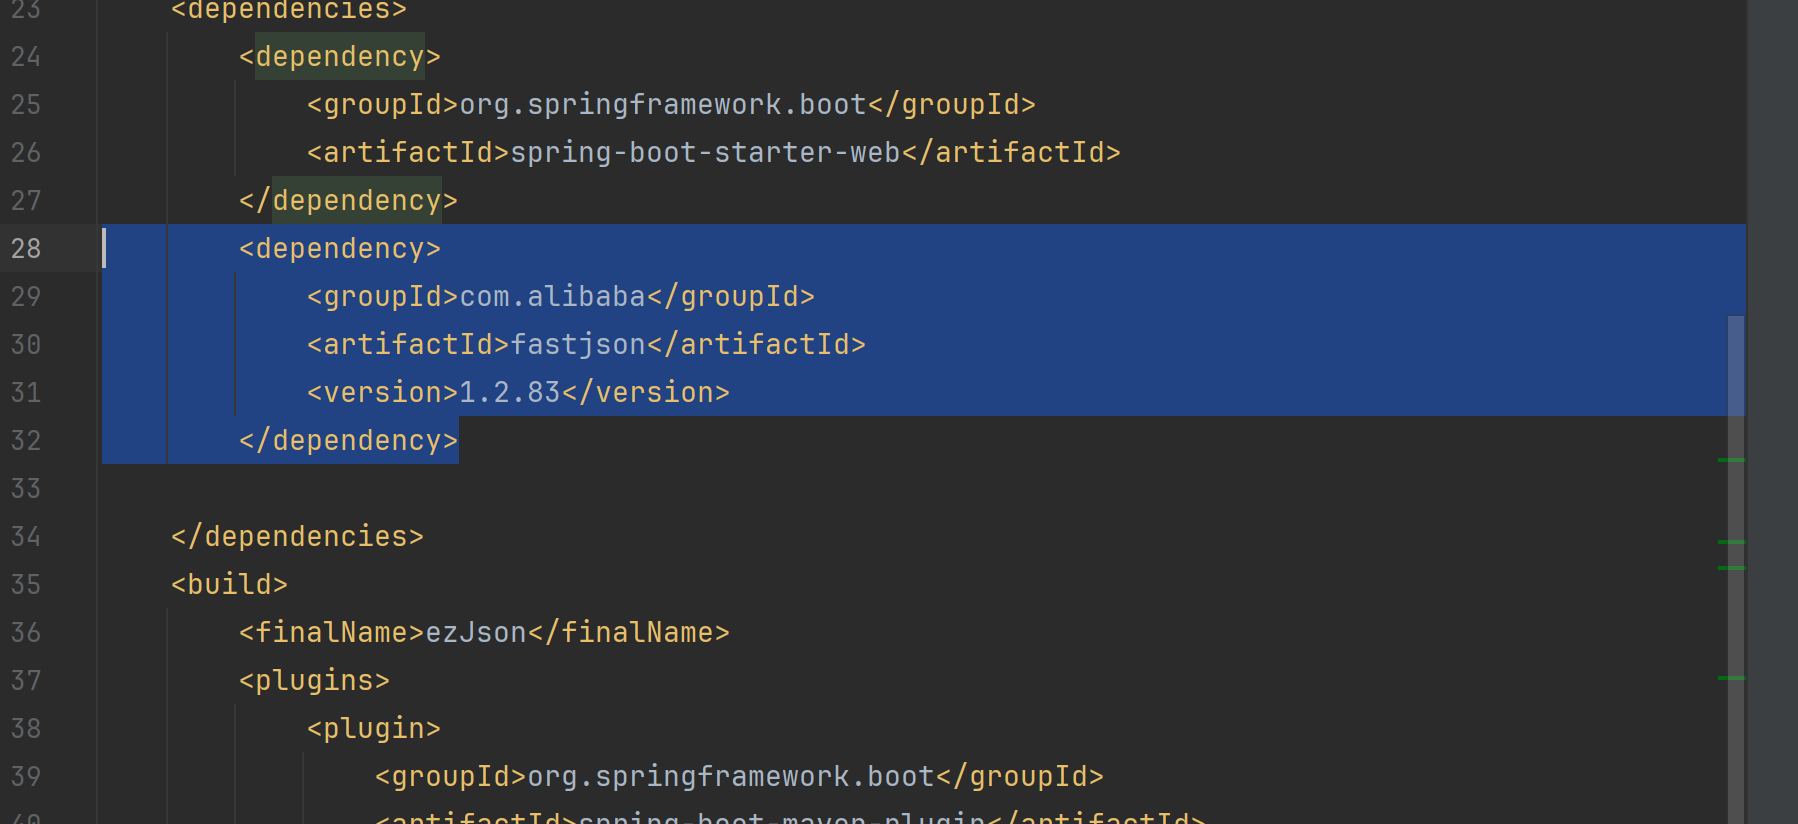 23 <dependencies>
24 <dependency>
25 <groupId>org.springframework.boot</groupId>
26 <artifactId>spring-boot-starter-web</artifactId>
27 </dependency>
28 <dependency>
29 <groupId>com.alibaba</groupId>
30 <artifactId>fastjson</artifactId>
31 <version>1.2.83</version>
32 </dependency>
33
34 </dependencies>
35 <build>
36 <finalName>ezJson</finalName>
37 <plugins>
38 <plugin>
39 <groupId>org.springframework.boot</groupId>
40 <artifactId>spring-boot-maven-plugin</artifactId>